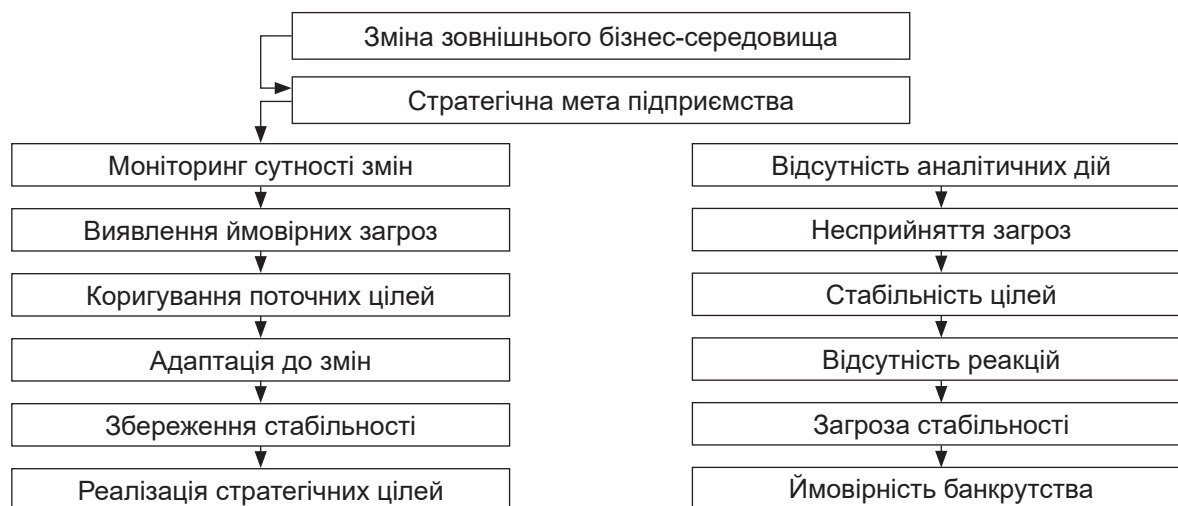 Зміна зовнішнього бізнес-середовища
Стратегічна мета підприємства
Моніторинг сутності змін
Виявлення ймовірних загроз
Коригування поточних цілей
Адаптація до змін
Збереження стабільності
Реалізація стратегічних цілей
Відсутність аналітичних дій
Несприйняття загроз
Стабільність цілей
Відсутність реакцій
Загроза стабільності
Ймовірність банкрутства